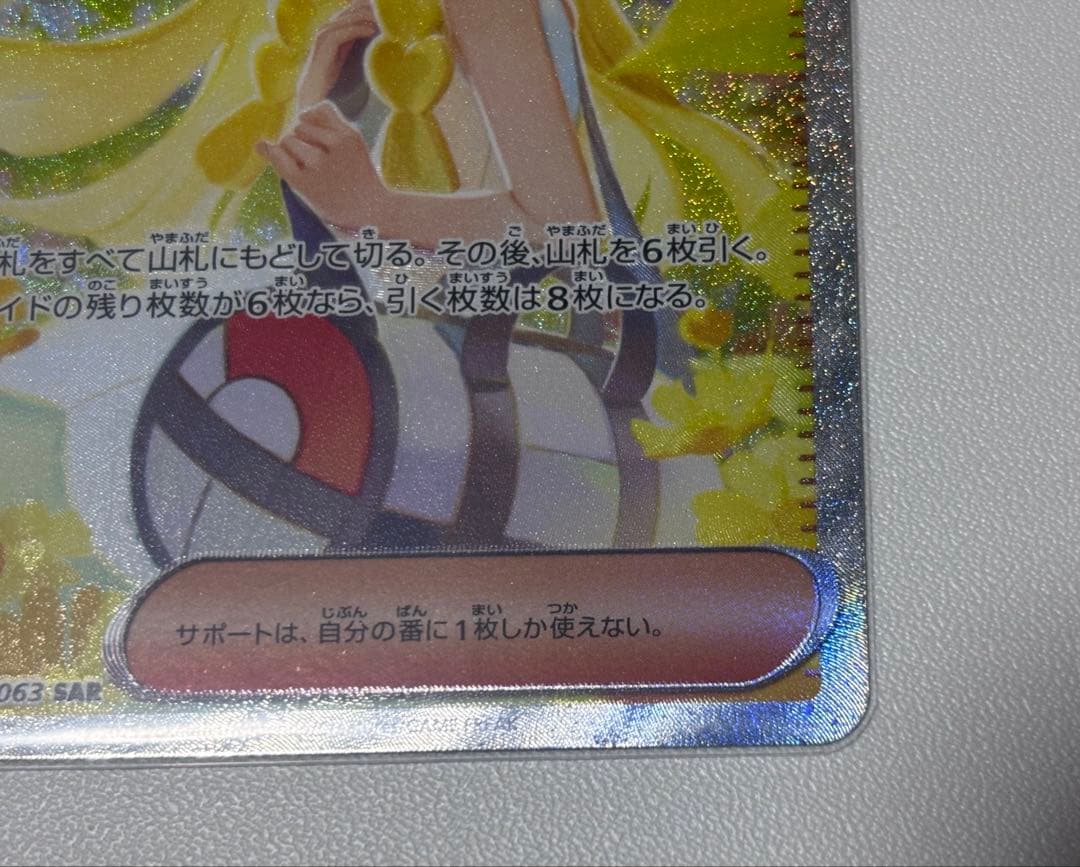 札をすべて山札にもどして切る。その後、山札を6枚引く。
イドの残り枚数が6枚なら、引く枚数は8枚になる。
サポートは、自分の番に1枚しか使えない。
063 SAR